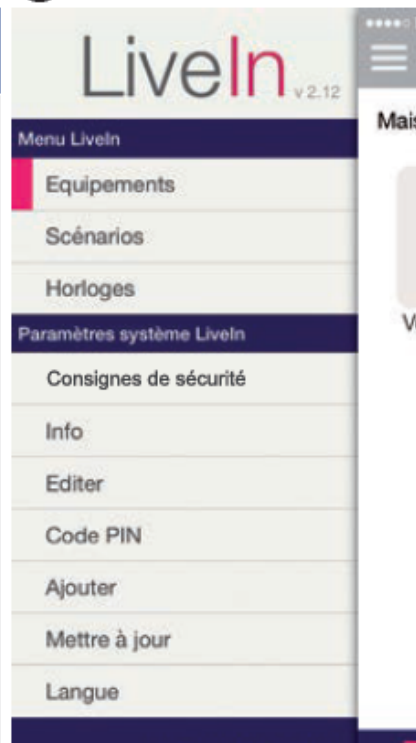 LiveIn v 2.12
Menu LiveIn
Equipements
Scénarios
Horloges
Paramètres système LiveIn
Consignes de sécurité
Info
Editer
Code PIN
Ajouter
Mettre à jour
Langue